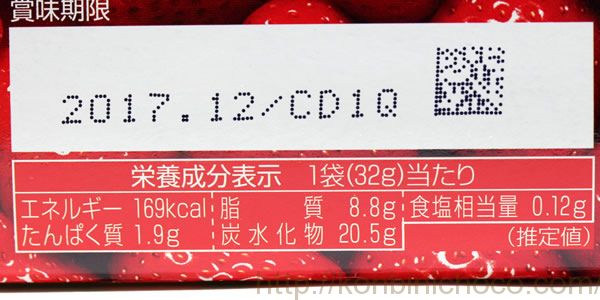 賞味期限
2017.12/CD1Q
栄養成分表示 1袋(32g)当たり
エネルギー 169kcal 脂質 8.8g 食塩相当量 0.12g
たんぱく質 1.9g 炭水化物 20.5g (推定値)
http://konbinichoco.com/